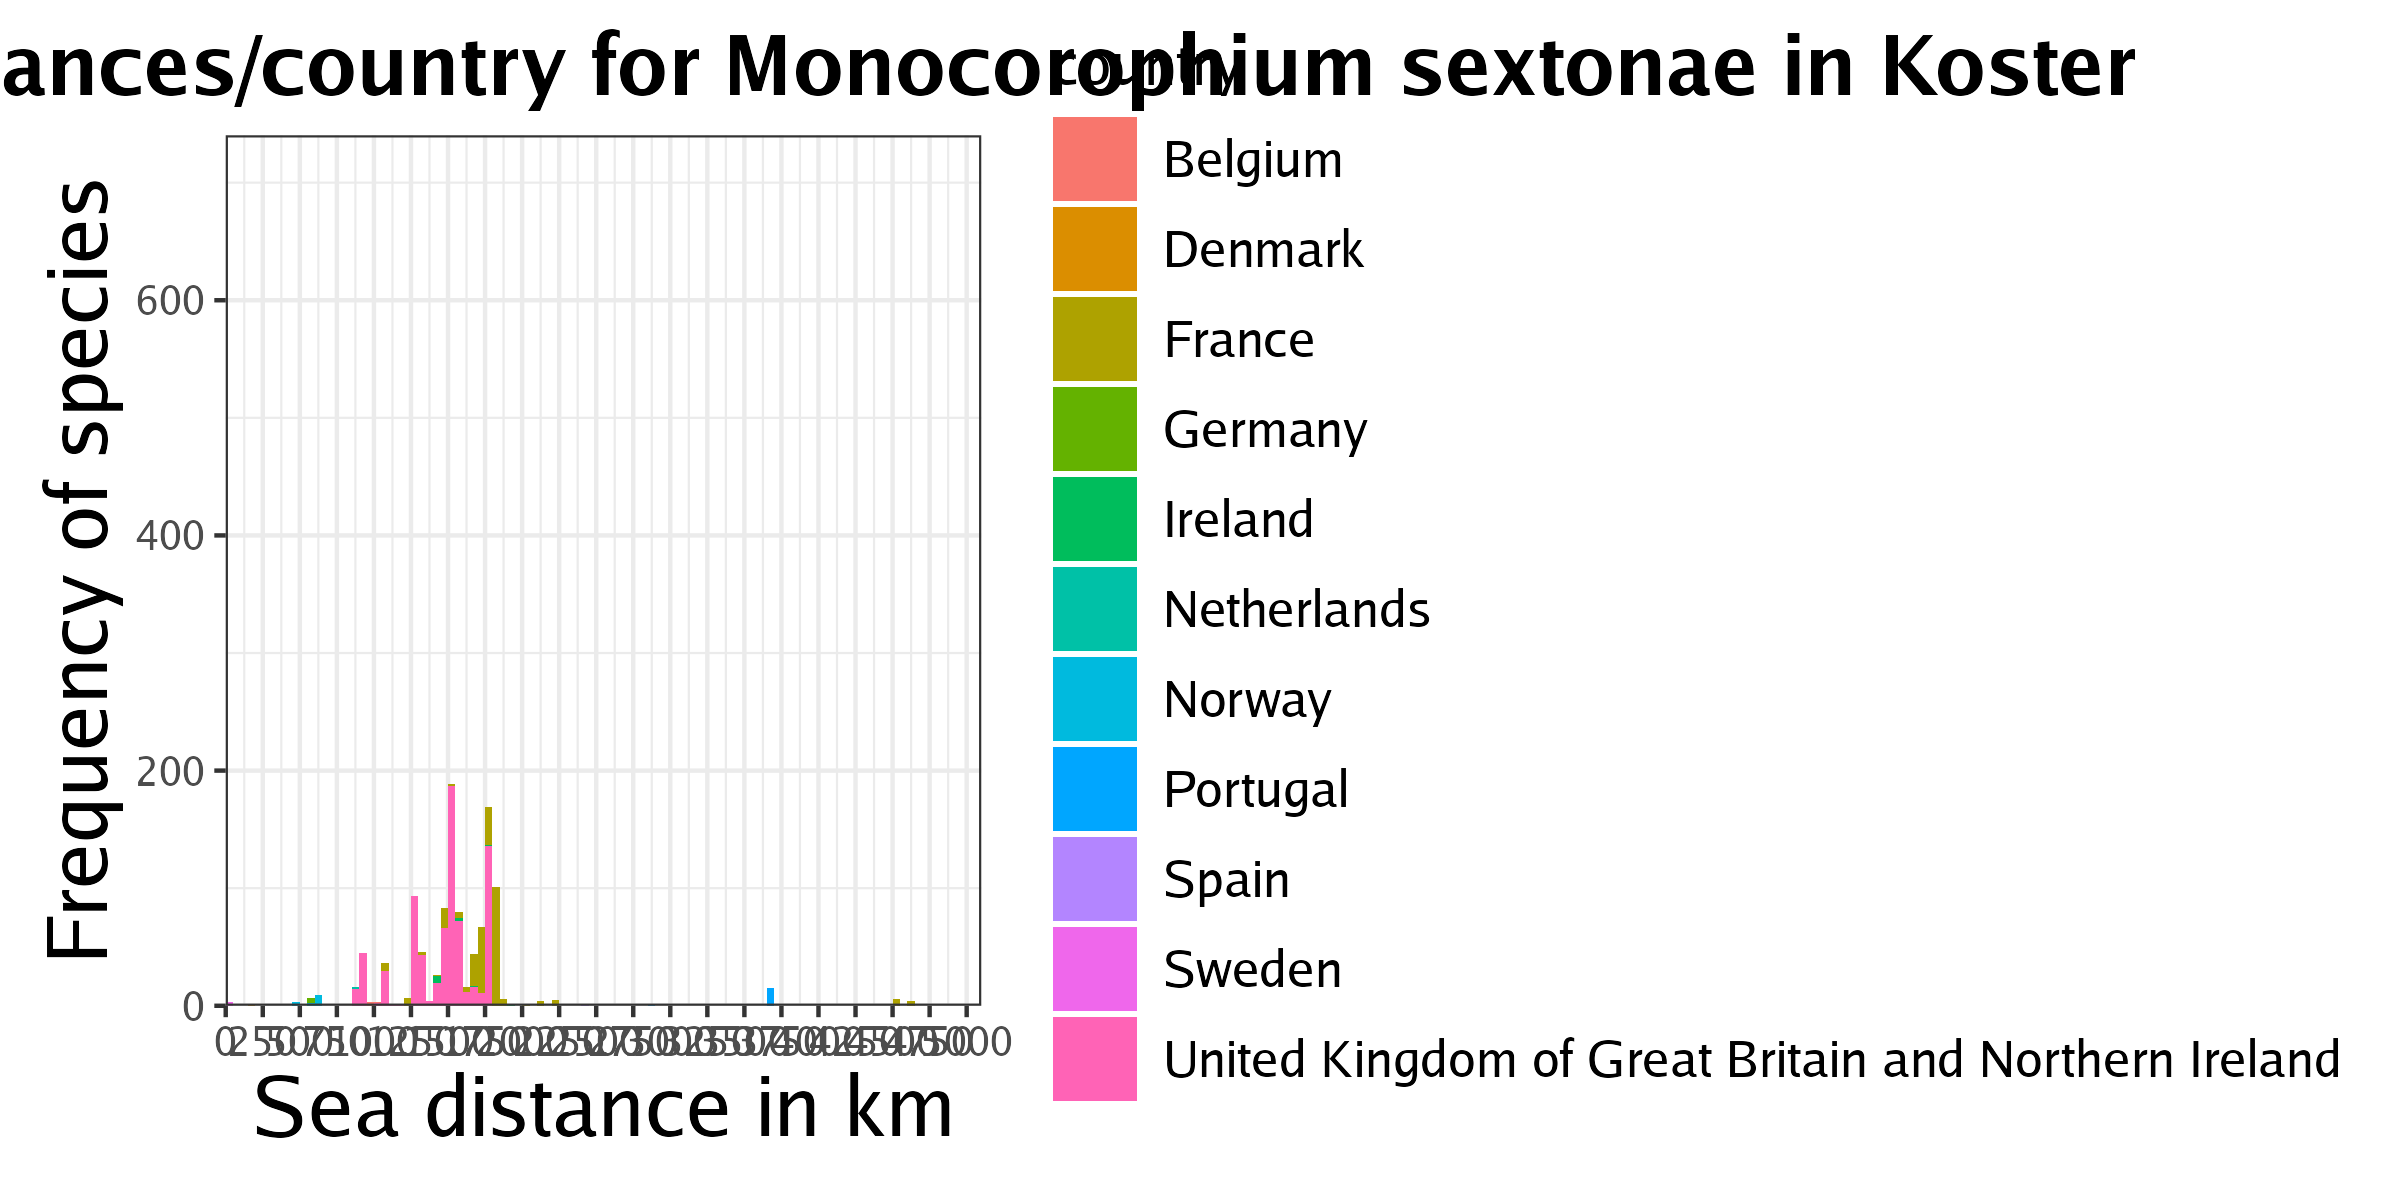 ances/country for Monocorophium sextonae in Koster
country
Belgium
Denmark
France
Germany
Ireland
Netherlands
Norway
Portugal
Spain
Sweden
United Kingdom of Great Britain and Northern Ireland
Frequency of species
600
400
200
0
Sea distance in km